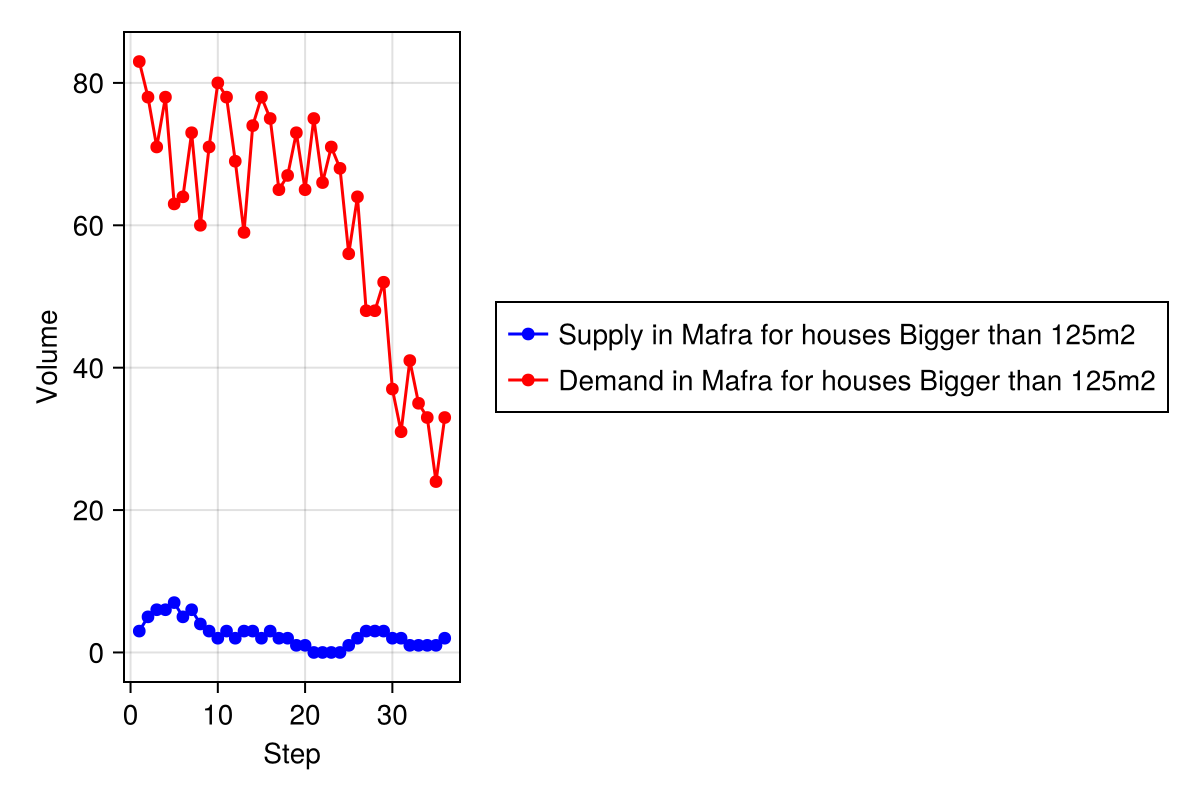 80
60
40
20
0
Volume
0 10 20 30
Step
Supply in Mafra for houses Bigger than 125m2
Demand in Mafra for houses Bigger than 125m2